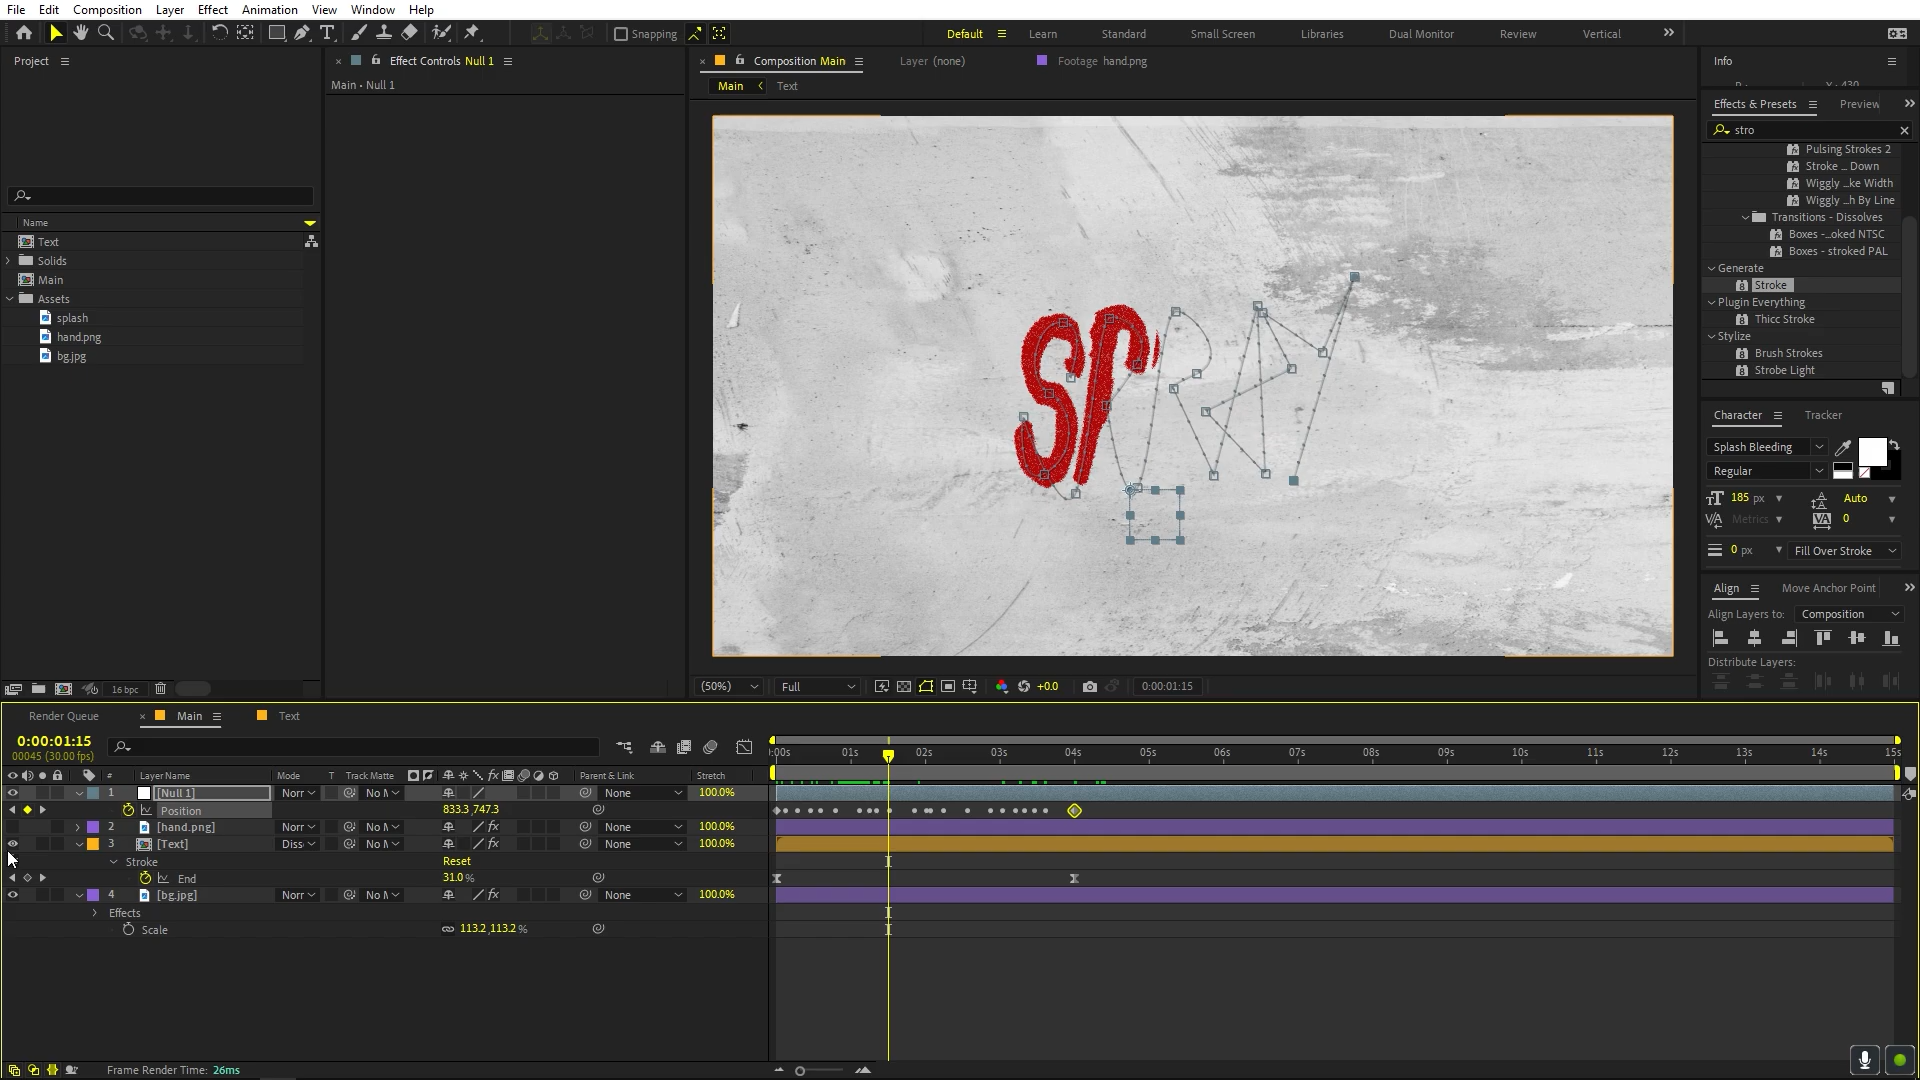 File Edit Composition Layer Effect Animation View Window Help
Snapping
Default Learn Standard Small Screen Libraries Dual Monitor Review Vertical
Project
Name
Text
Solids
Main
Assets
splash
hand.png
bg.jpg
16 bpc
Effect Controls Null 1
Main • Null 1
Composition Main
Layer (none)
Footage hand.png
Main Text
SP
(50%) Full +0.0 0:00:01:15
Info
Effects & Presets Preview
stro
Pulsing Strokes 2
Stroke ... Down
Wiggly ...ke Width
Wiggly ...h By Line
Transitions - Dissolves
Boxes -...oked NTSC
Boxes - stroked PAL
Generate
Stroke
Plugin Everything
Thicc Stroke
Stylize
Brush Strokes
Strobe Light
Character Tracker
Splash Bleeding
Regular
185 px Auto
Metrics 0
0 px Fill Over Stroke
Align Move Anchor Point
Align Layers to: Composition
Distribute Layers:
Render Queue Main Text
0:00:01:15
00045 (30.00 fps)
# Layer Name Mode T Track Matte Parent & Link Stretch
1 [Null 1] Norr No M None 100.0%
Position 833.3,747.3
2 [hand.png] Norr No M None 100.0%
3 [Text] Diss No M None 100.0%
Stroke Reset
End 31.0 %
4 [bg.jpg] Norr No M None 100.0%
Effects
Scale 113.2,113.2 %
:00s 01s 02s 03s 04s 05s 06s 07s 08s 09s 10s 11s 12s 13s 14s 15s
Frame Render Time: 26ms